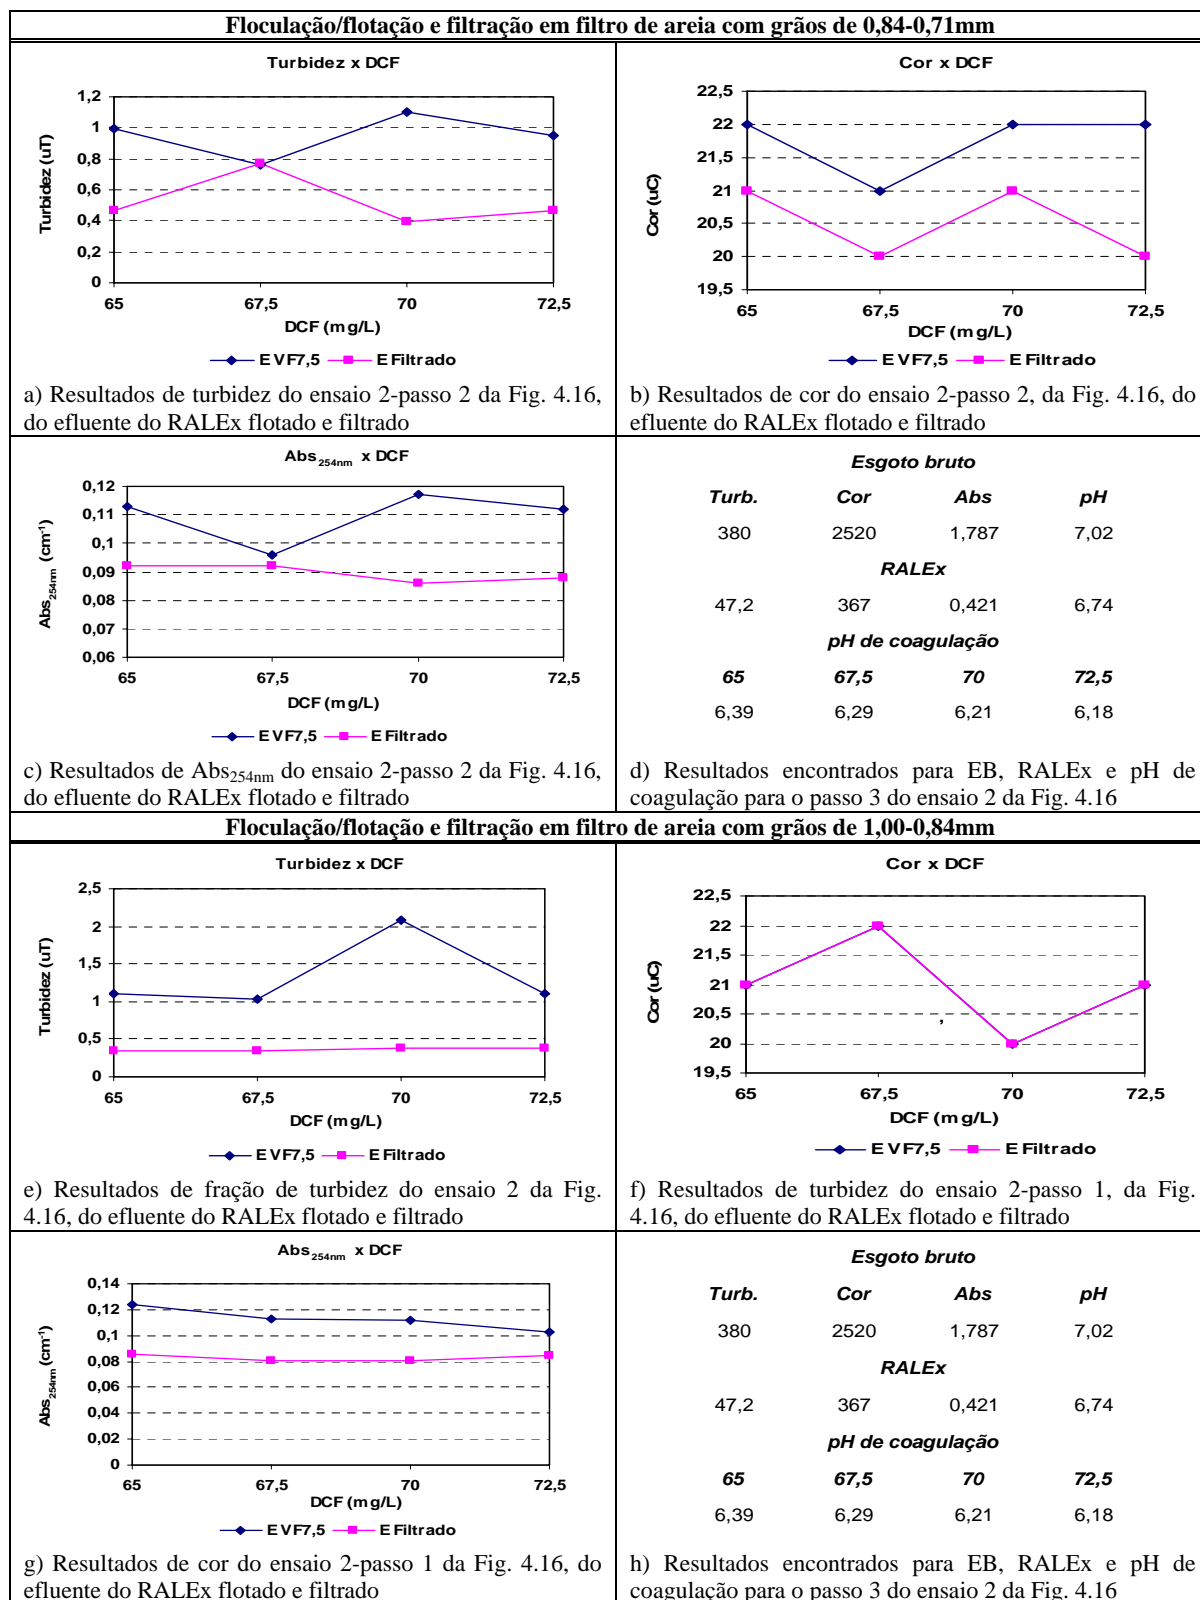 Floculação/flotação e filtração em filtro de areia com grãos de 0,84-0,71mm
Turbidez x DCF
1,2
1
0,8
0,6
0,4
0,2
0
Turbidez (uT)
65 67,5 70 72,5
DCF (mg/L)
EVF7,5 E Filtrado
a) Resultados de turbidez do ensaio 2-passo 2 da Fig. 4.16,
do efluente do RALEx flotado e filtrado
Cor x DCF
22,5
22
21,5
21
20,5
20
19,5
Cor (uC)
65 67,5 70 72,5
DCF (mg/L)
EVF7,5 E Filtrado
b) Resultados de cor do ensaio 2-passo 2, da Fig. 4.16, do
efluente do RALEx flotado e filtrado
Abs254nm x DCF
0,12
0,11
0,1
0,09
0,08
0,07
0,06
Abs254nm (cm-1)
65 67,5 70 72,5
DCF (mg/L)
EVF7,5 E Filtrado
c) Resultados de Abs254nm do ensaio 2-passo 2 da Fig. 4.16,
do efluente do RALEx flotado e filtrado
Esgoto bruto
Turb. Cor Abs pH
380 2520 1,787 7,02
RALEx
47,2 367 0,421 6,74
pH de coagulação
65 67,5 70 72,5
6,39 6,29 6,21 6,18
d) Resultados encontrados para EB, RALEx e pH de
coagulação para o passo 3 do ensaio 2 da Fig. 4.16
Floculação/flotação e filtração em filtro de areia com grãos de 1,00-0,84mm
Turbidez x DCF
2,5
2
1,5
1
0,5
0
Turbidez (uT)
65 67,5 70 72,5
DCF (mg/L)
EVF7,5 E Filtrado
e) Resultados de fração de turbidez do ensaio 2 da Fig.
4.16, do efluente do RALEx flotado e filtrado
Cor x DCF
22,5
22
21,5
21
20,5
20
19,5
Cor (uC)
,
65 67,5 70 72,5
DCF (mg/L)
EVF7,5 E Filtrado
f) Resultados de turbidez do ensaio 2-passo 1, da Fig.
4.16, do efluente do RALEx flotado e filtrado
Abs254nm x DCF
0,14
0,12
0,1
0,08
0,06
0,04
0,02
0
Abs254nm (cm-1)
65 67,5 70 72,5
DCF (mg/L)
EVF7,5 E Filtrado
g) Resultados de cor do ensaio 2-passo 1 da Fig. 4.16, do
efluente do RALEx flotado e filtrado
Esgoto bruto
Turb. Cor Abs pH
380 2520 1,787 7,02
RALEx
47,2 367 0,421 6,74
pH de coagulação
65 67,5 70 72,5
6,39 6,29 6,21 6,18
h) Resultados encontrados para EB, RALEx e pH de
coagulação para o passo 3 do ensaio 2 da Fig. 4.16